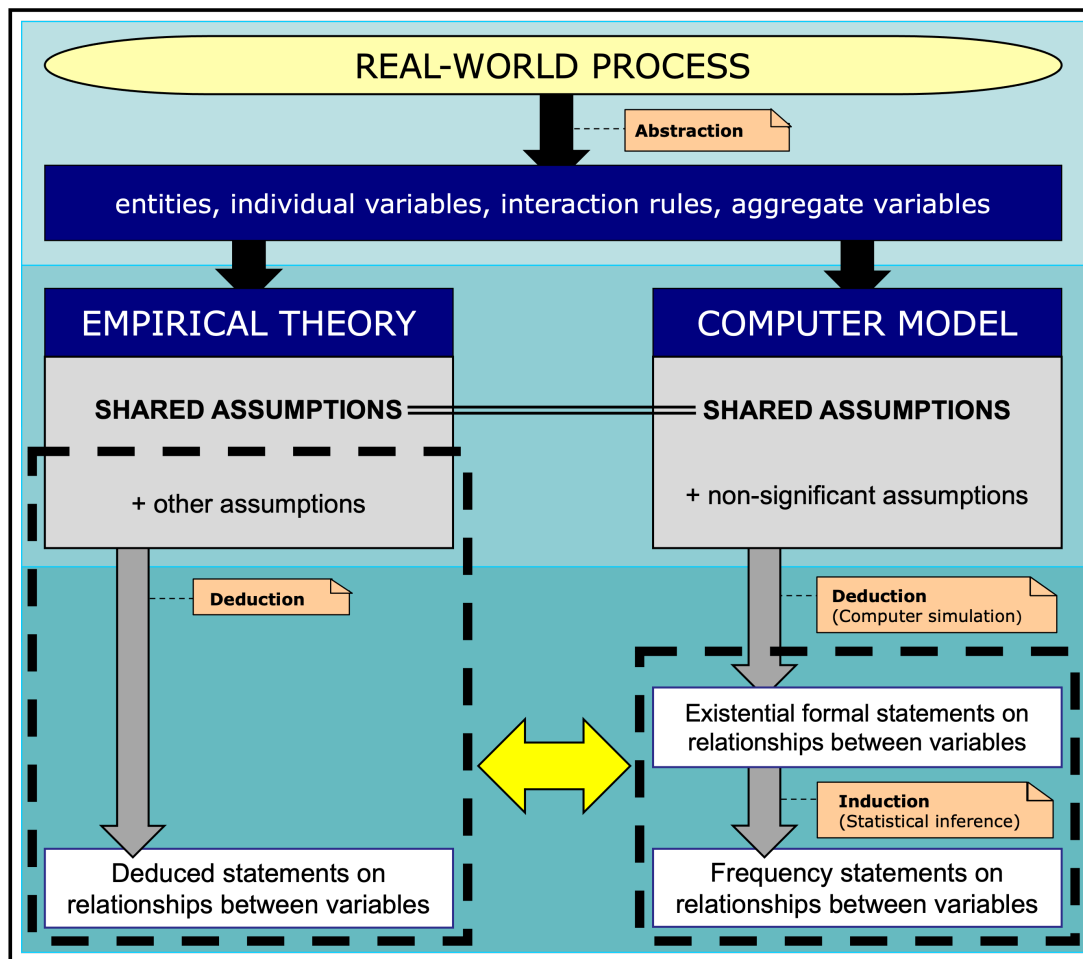 REAL-WORLD PROCESS
Abstraction
entities, individual variables, interaction rules, aggregate variables
EMPIRICAL THEORY
SHARED ASSUMPTIONS
+ other assumptions
Deduction
Deduced statements on
relationships between variables
COMPUTER MODEL
SHARED ASSUMPTIONS
+ non-significant assumptions
Deduction
(Computer simulation)
Existential formal statements on
relationships between variables
Induction
(Statistical inference)
Frequency statements on
relationships between variables